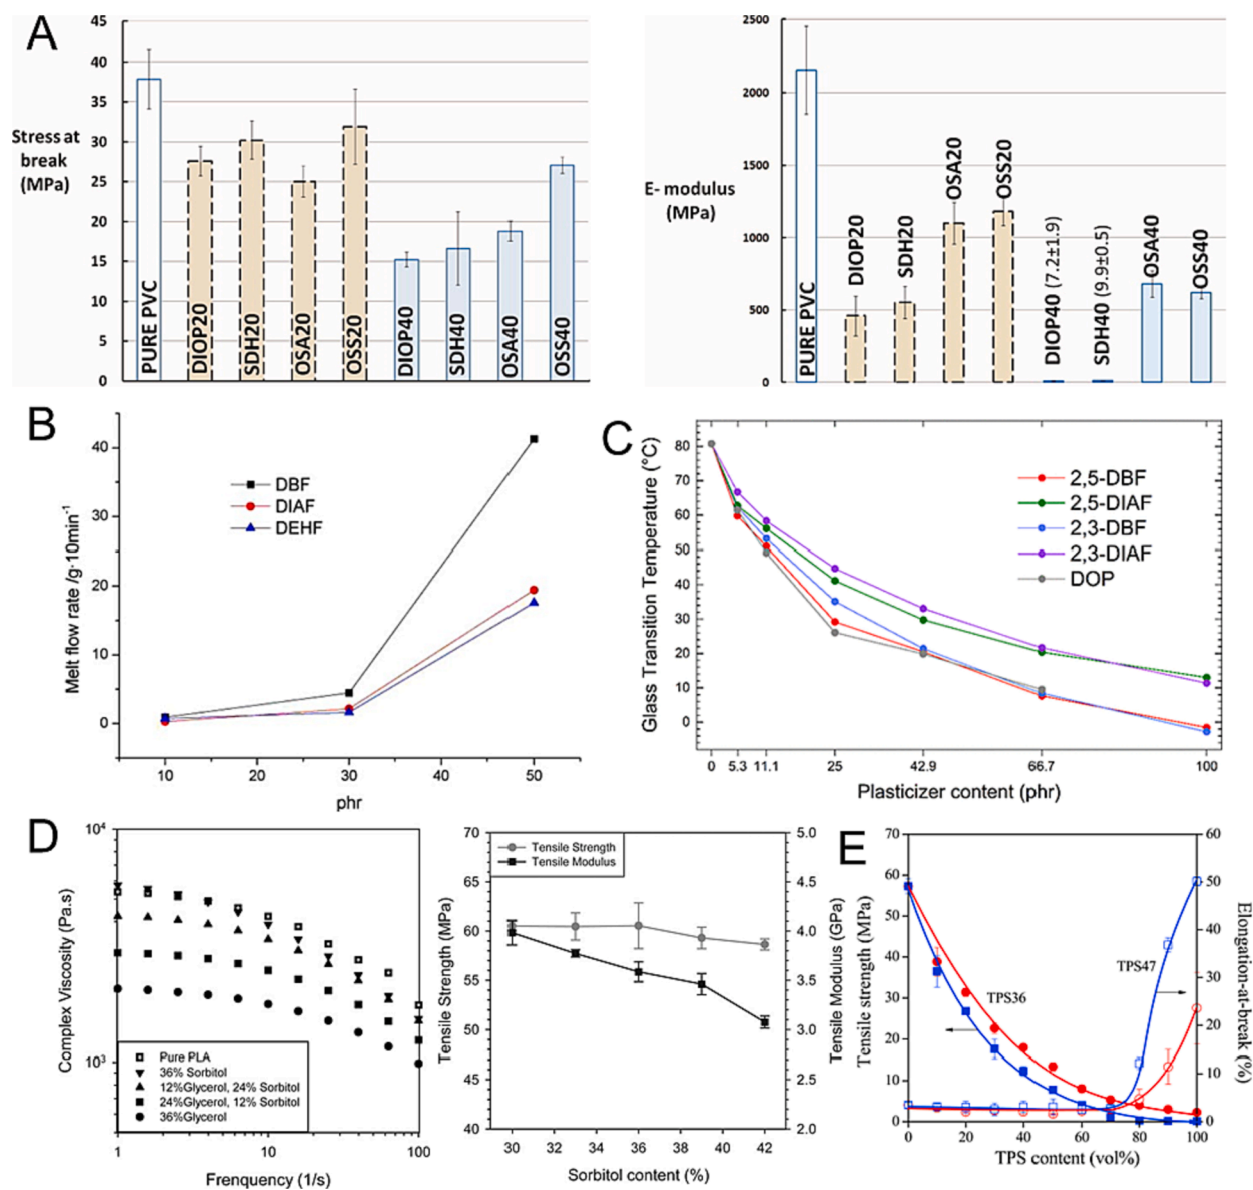 A
45
40
35
30
25
20
15
10
5
0
Stress at
break
(MPa)
PURE PVC
DIOP20
SDH20
OSA20
OSS20
DIOP40
SDH40
OSA40
OSS40
2500
2000
1500
1000
500
0
E- modulus
(MPa)
PURE PVC
DIOP20
SDH20
OSA20
OSS20
DIOP40 (7.2±1.9)
SDH40 (9.9±0.5)
OSA40
OSS40
B
40
30
20
10
0
Melt flow rate /g·10min⁻¹
DBF
DIAF
DEHF
10
20
30
40
50
phr
C
80
70
60
50
40
30
20
10
0
Glass Transition Temperature (°C)
2,5-DBF
2,5-DIAF
2,3-DBF
2,3-DIAF
DOP
0
5.3
11.1
25
42.9
66.7
100
Plasticizer content (phr)
D
10⁴
10³
Complex Viscosity (Pa.s)
Pure PLA
36% Sorbitol
12%Glycerol, 24% Sorbitol
24%Glycerol, 12% Sorbitol
36%Glycerol
1
10
100
Frenquency (1/s)
70
65
60
55
50
45
40
Tensile Strength (MPa)
Tensile Strength
Tensile Modulus
5.0
4.5
4.0
3.5
3.0
2.5
2.0
Tensile Modulus (GPa)
30
32
34
36
38
40
42
Sorbitol content (%)
E
70
60
50
40
30
20
10
0
Tensile strength (MPa)
TPS36
TPS47
60
50
40
30
20
10
0
Elongation-at-break (%)
0
20
40
60
80
100
TPS content (vol%)